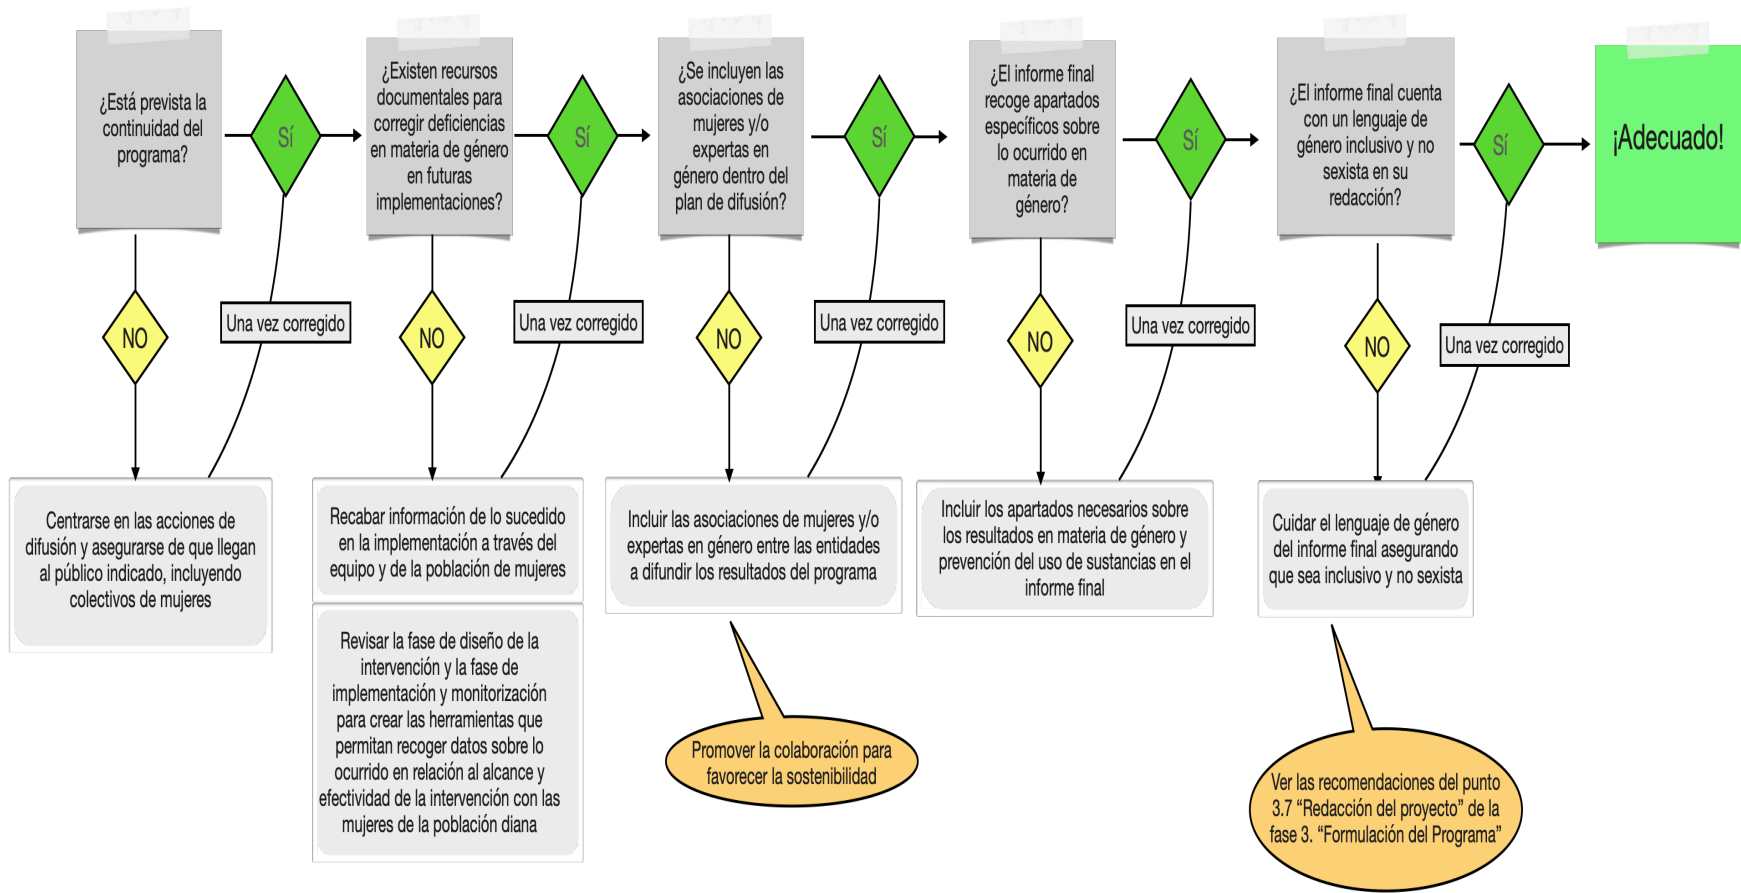 ¿Está prevista la
continuidad del
programa?
Sí
NO
Una vez corregido
Centrarse en las acciones de
difusión y asegurarse de que llegan
al público indicado, incluyendo
colectivos de mujeres
¿Existen recursos
documentales para
corregir deficiencias
en materia de género
en futuras
implementaciones?
Sí
NO
Una vez corregido
Recabar información de lo sucedido
en la implementación a través del
equipo y de la población de mujeres
Revisar la fase de diseño de la
intervención y la fase de
implementación y monitorización
para crear las herramientas que
permitan recoger datos sobre lo
ocurrido en relación al alcance y
efectividad de la intervención con las
mujeres de la población diana
¿Se incluyen las
asociaciones de
mujeres y/o
expertas en
género dentro del
plan de difusión?
Sí
NO
Una vez corregido
Incluir las asociaciones de mujeres y/o
expertas en género entre las entidades
a difundir los resultados del programa
Promover la colaboración para
favorecer la sostenibilidad
¿El informe final
recoge apartados
específicos sobre
lo ocurrido en
materia de
género?
Sí
NO
Una vez corregido
Incluir los apartados necesarios sobre
los resultados en materia de género y
prevención del uso de sustancias en el
informe final
¿El informe final cuenta
con un lenguaje de
género inclusivo y no
sexista en su
redacción?
Sí
NO
Una vez corregido
Cuidar el lenguaje de género
del informe final asegurando
que sea inclusivo y no sexista
Ver las recomendaciones del punto
3.7 “Redacción del proyecto” de la
fase 3. “Formulación del Programa”
¡Adecuado!